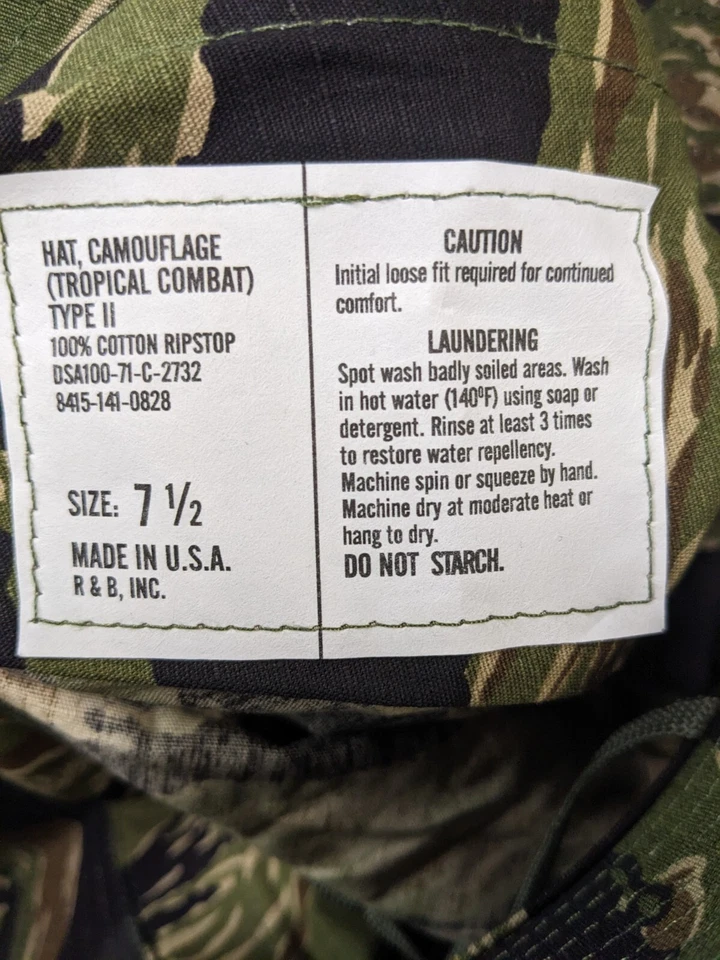 HAT, CAMOUFLAGE
(TROPICAL COMBAT)
TYPE II
100% COTTON RIPSTOP
DSA100-71-C-2732
8415-141-0828
SIZE: 7 ½
MADE IN U.S.A.
R & B, INC.
CAUTION
Initial loose fit required for continued
comfort.
LAUNDERING
Spot wash badly soiled areas. Wash
in hot water (140ºF) using soap or
detergent. Rinse at least 3 times
to restore water repellency.
Machine spin or squeeze by hand.
Machine dry at moderate heat or
hang to dry.
DO NOT STARCH.